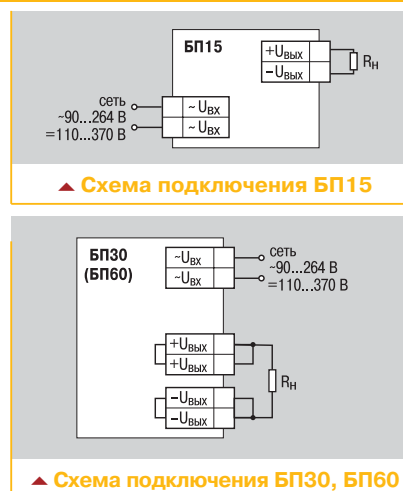 БП15
+Uвых
−Uвых
Rн
сеть
~90...264 В
=110...370 В
~ Uвх
~ Uвх
▲ Схема подключения БП15
БП30
(БП60)
~Uвх
~Uвх
сеть
~90...264 В
=110...370 В
+Uвых
+Uвых
−Uвых
−Uвых
Rн
▲ Схема подключения БП30, БП60